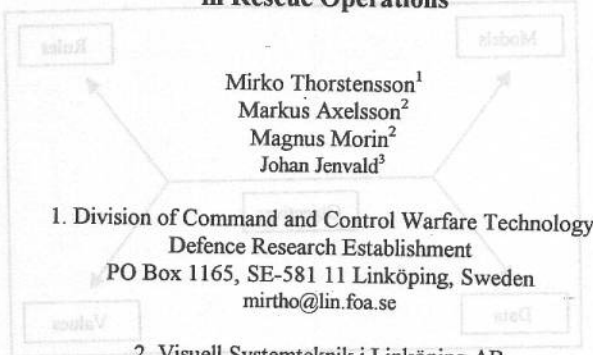 in Rescue Operations
Mirko Thorstensson1
Markus Axelsson2
Magnus Morin2
Johan Jenvald3
1. Division of Command and Control Warfare Technology
Defence Research Establishment
PO Box 1165, SE-581 11 Linköping, Sweden
mirtho@lin.foa.se
2. Visuell Systemteknik i Linköping AB
Rules
Models
Values
Data